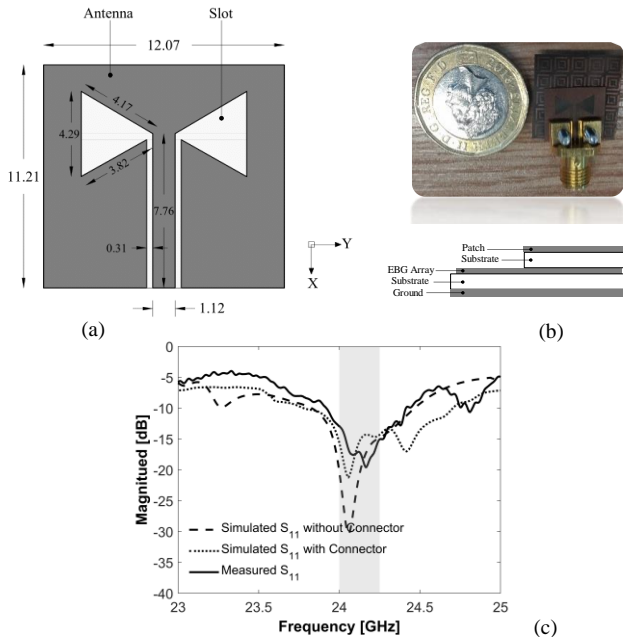 Antenna
Slot
12.07
4.17
4.29
3.82
11.21
7.76
0.31
1.12
Y
X
(a)
Patch
Substrate
EBG Array
Substrate
Ground
(b)
0
-5
-10
-15
-20
-25
-30
-35
-40
Magnitued [dB]
Simulated S11 without Connector
Simulated S11 with Connector
Measured S11
23
23.5
24
24.5
25
Frequency [GHz]
(c)